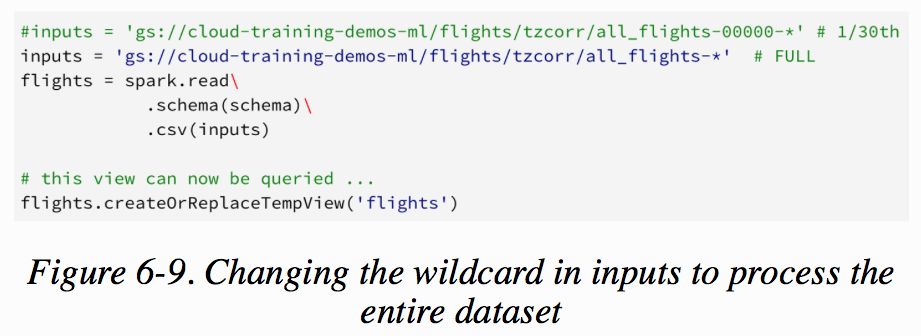 #inputs = 'gs://cloud-training-demos-ml/flights/tzcorr/all_flights-00000-*' # 1/30th
inputs = 'gs://cloud-training-demos-ml/flights/tzcorr/all_flights-*'  # FULL
flights = spark.read\
            .schema(schema)\
            .csv(inputs)

# this view can now be queried ...
flights.createOrReplaceTempView('flights')
Figure 6-9. Changing the wildcard in inputs to process the
entire dataset